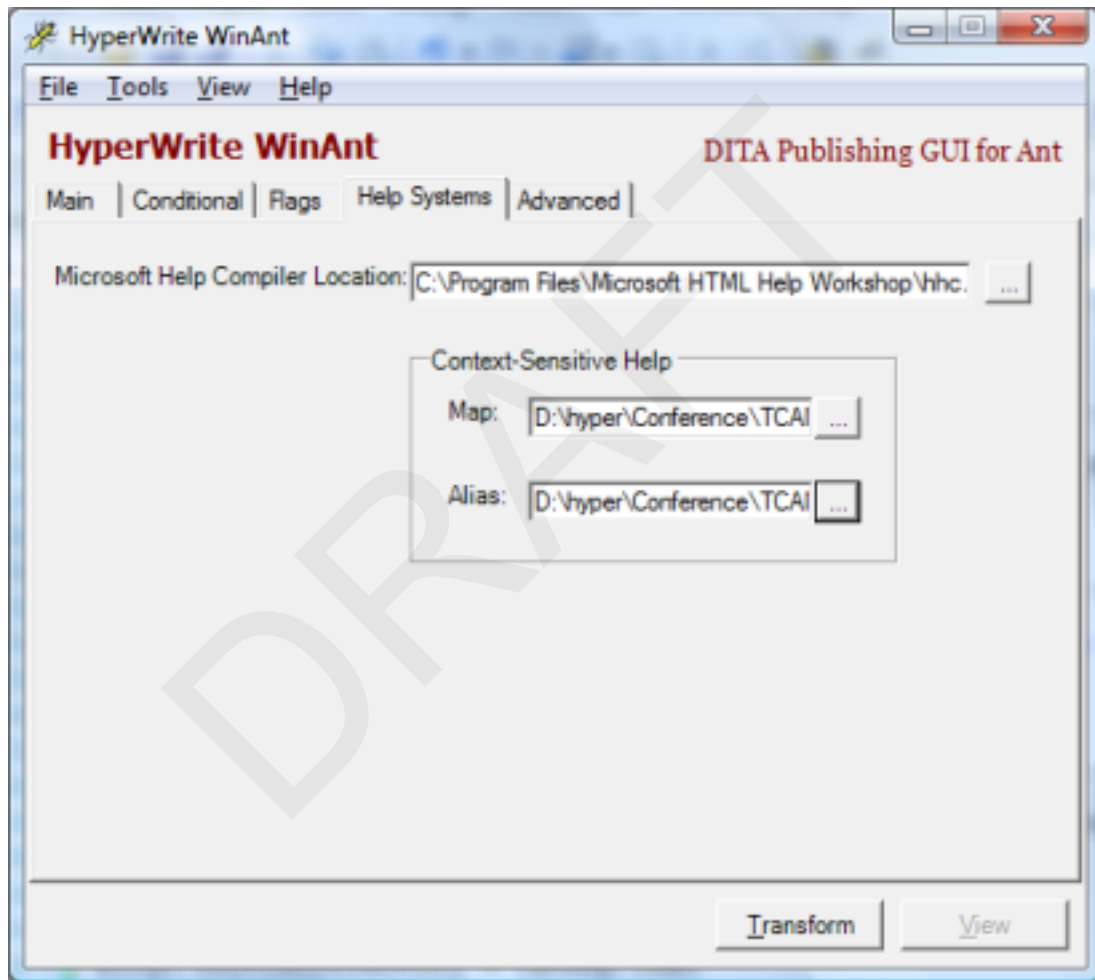 HyperWrite WinAnt
File Tools View Help
HyperWrite WinAnt
DITA Publishing GUI for Ant
Main Conditional Flags Help Systems Advanced
Microsoft Help Compiler Location: C:\Program Files\Microsoft HTML Help Workshop\hhc. ...
Context-Sensitive Help
Map: D:\hyper\Conference\TCAI ...
Alias: D:\hyper\Conference\TCAI ...
DRAFT
Transform View